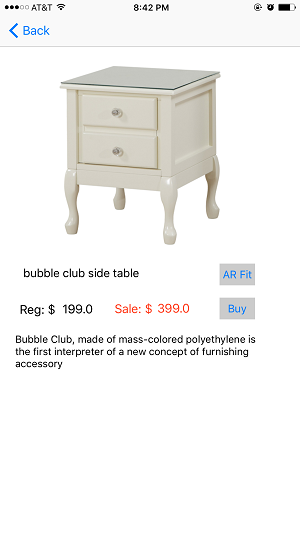 AT&T 8:42 PM
Back
bubble club side table
AR Fit
Reg: $ 199.0 Sale: $ 399.0
Buy
Bubble Club, made of mass-colored polyethylene is
the first interpreter of a new concept of furnishing
accessory